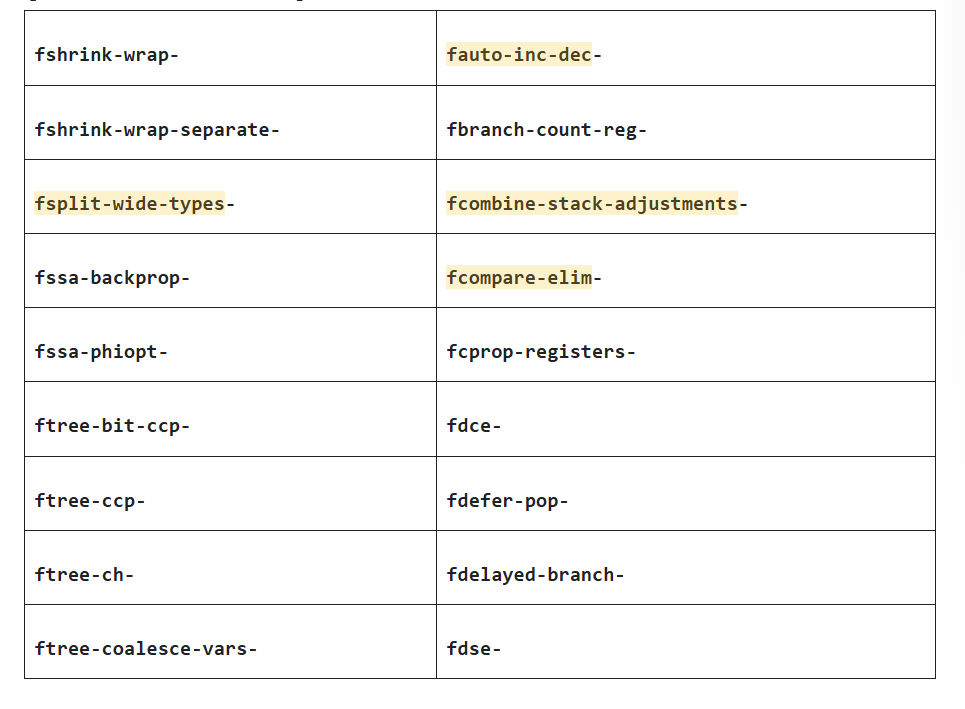 fshrink-wrap-
fauto-inc-dec-
fshrink-wrap-separate-
fbranch-count-reg-
fsplit-wide-types-
fcombine-stack-adjustments-
fssa-backprop-
fcompare-elim-
fssa-phiopt-
fcprop-registers-
ftree-bit-ccp-
fdce-
ftree-ccp-
fdefer-pop-
ftree-ch-
fdelayed-branch-
ftree-coalesce-vars-
fdse-